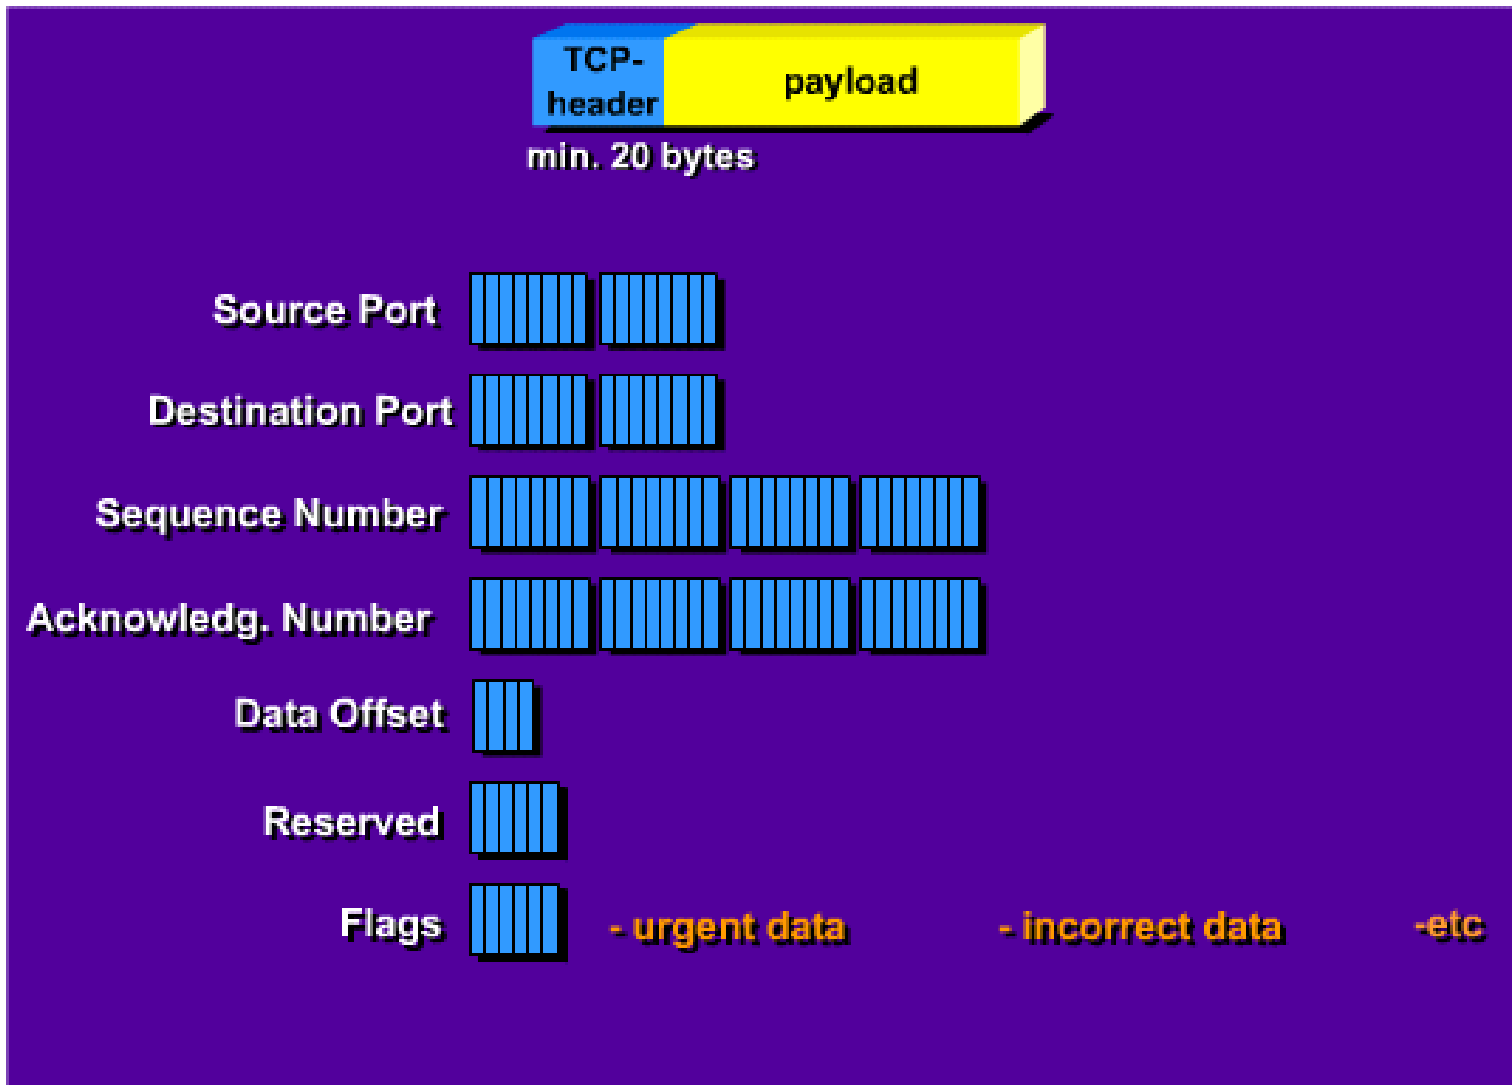 TCP-
header
payload
min. 20 bytes
Source Port
Destination Port
Sequence Number
Acknowledg. Number
Data Offset
Reserved
Flags - urgent data - incorrect data -etc